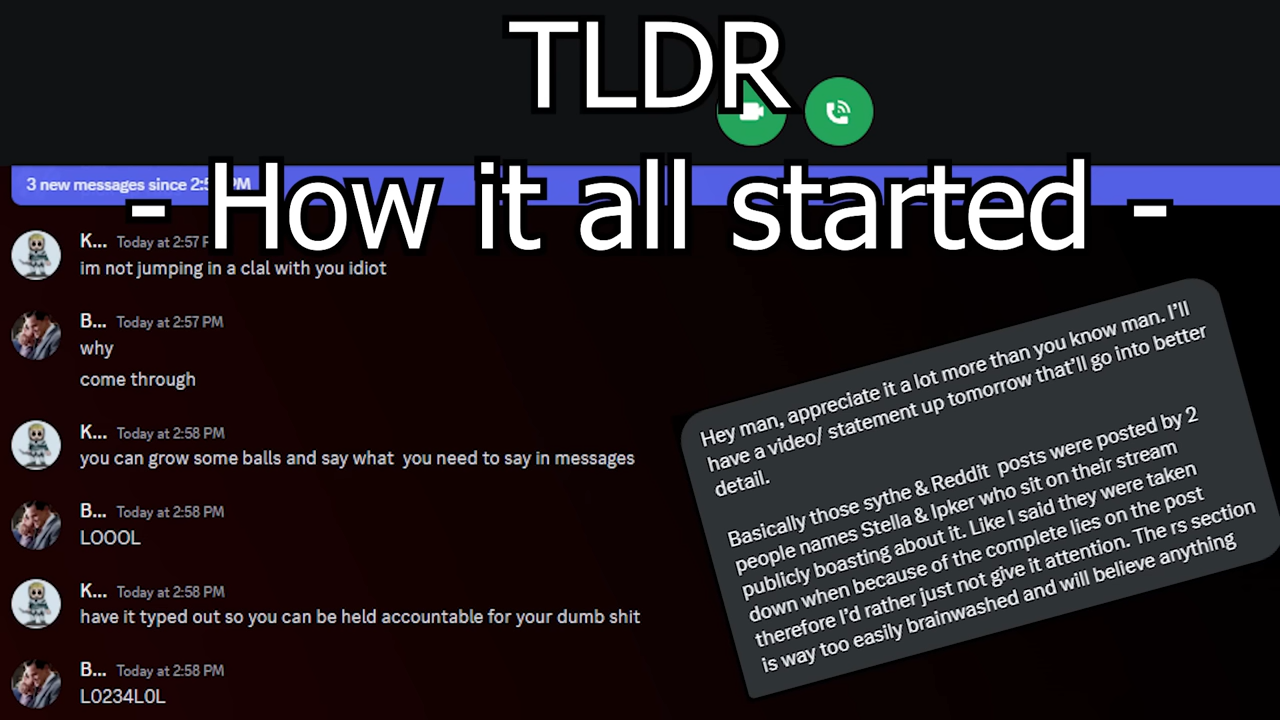 TLDR
- How it all started -
3 new messages since 2:5 PM
K... Today at 2:57 P
im not jumping in a clal with you idiot
B... Today at 2:57 PM
why
come through
K... Today at 2:58 PM
you can grow some balls and say what you need to say in messages
B... Today at 2:58 PM
LOOOL
K... Today at 2:58 PM
have it typed out so you can be held accountable for your dumb shit
B... Today at 2:58 PM
L0234L0L
Hey man, appreciate it a lot more than you know man. I'll
have a video/ statement up tomorrow that'll go into better
detail.
Basically those sythe & Reddit posts were posted by 2
people names Stella & Ipker who sit on their stream
publicly boasting about it. Like I said they were taken
down when because of the complete lies on the post
therefore I'd rather just not give it attention. The rs section
is way too easily brainwashed and will believe anything